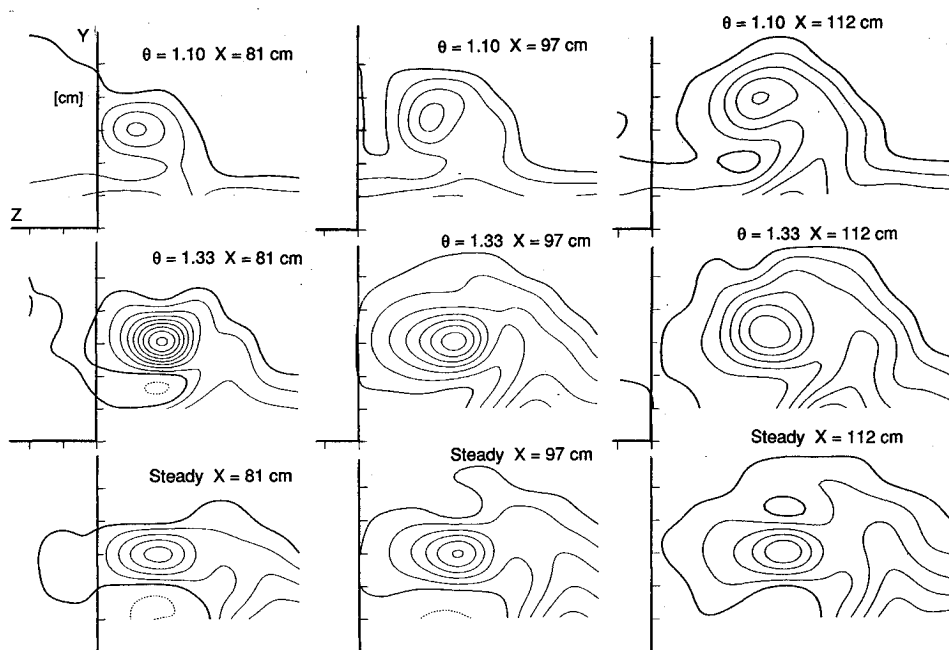 Y
θ = 1.10 X = 81 cm
θ = 1.10 X = 97 cm
θ = 1.10 X = 112 cm
[cm]
Z
θ = 1.33 X = 81 cm
θ = 1.33 X = 97 cm
θ = 1.33 X = 112 cm
Steady X = 81 cm
Steady X = 97 cm
Steady X = 112 cm